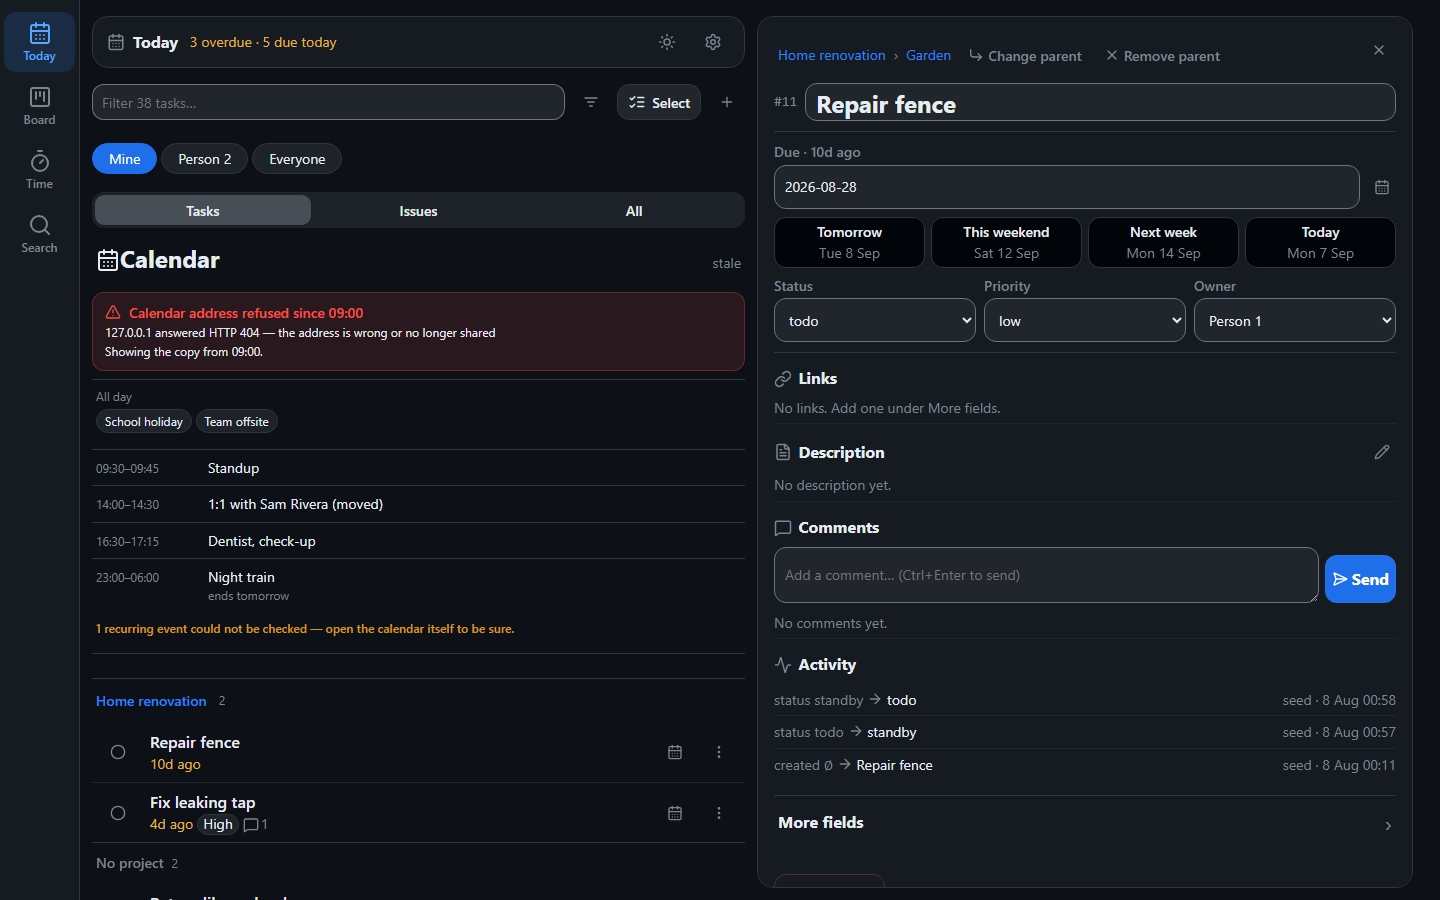 Today
Board
Time
Search
Today 3 overdue · 5 due today
Filter 38 tasks...
Select
Mine
Person 2
Everyone
Tasks
Issues
All
Calendar
stale
Calendar address refused since 09:00
127.0.0.1 answered HTTP 404 — the address is wrong or no longer shared
Showing the copy from 09:00.
All day
School holiday
Team offsite
09:30–09:45 Standup
14:00–14:30 1:1 with Sam Rivera (moved)
16:30–17:15 Dentist, check-up
23:00–06:00 Night train
ends tomorrow
1 recurring event could not be checked — open the calendar itself to be sure.
Home renovation 2
Repair fence
10d ago
Fix leaking tap
4d ago High 1
No project 2
Home renovation › Garden
Change parent
Remove parent
#11 Repair fence
Due · 10d ago
2026-08-28
Tomorrow
Tue 8 Sep
This weekend
Sat 12 Sep
Next week
Mon 14 Sep
Today
Mon 7 Sep
Status
todo
Priority
low
Owner
Person 1
Links
No links. Add one under More fields.
Description
No description yet.
Comments
Add a comment... (Ctrl+Enter to send)
Send
No comments yet.
Activity
status standby → todo
seed · 8 Aug 00:58
status todo → standby
seed · 8 Aug 00:57
created Ø → Repair fence
seed · 8 Aug 00:11
More fields